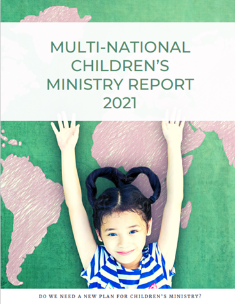 MULTI-NATIONAL
CHILDREN'S
MINISTRY REPORT
2021
DO WE NEED A NEW PLAN FOR CHILDREN'S MINISTRY?